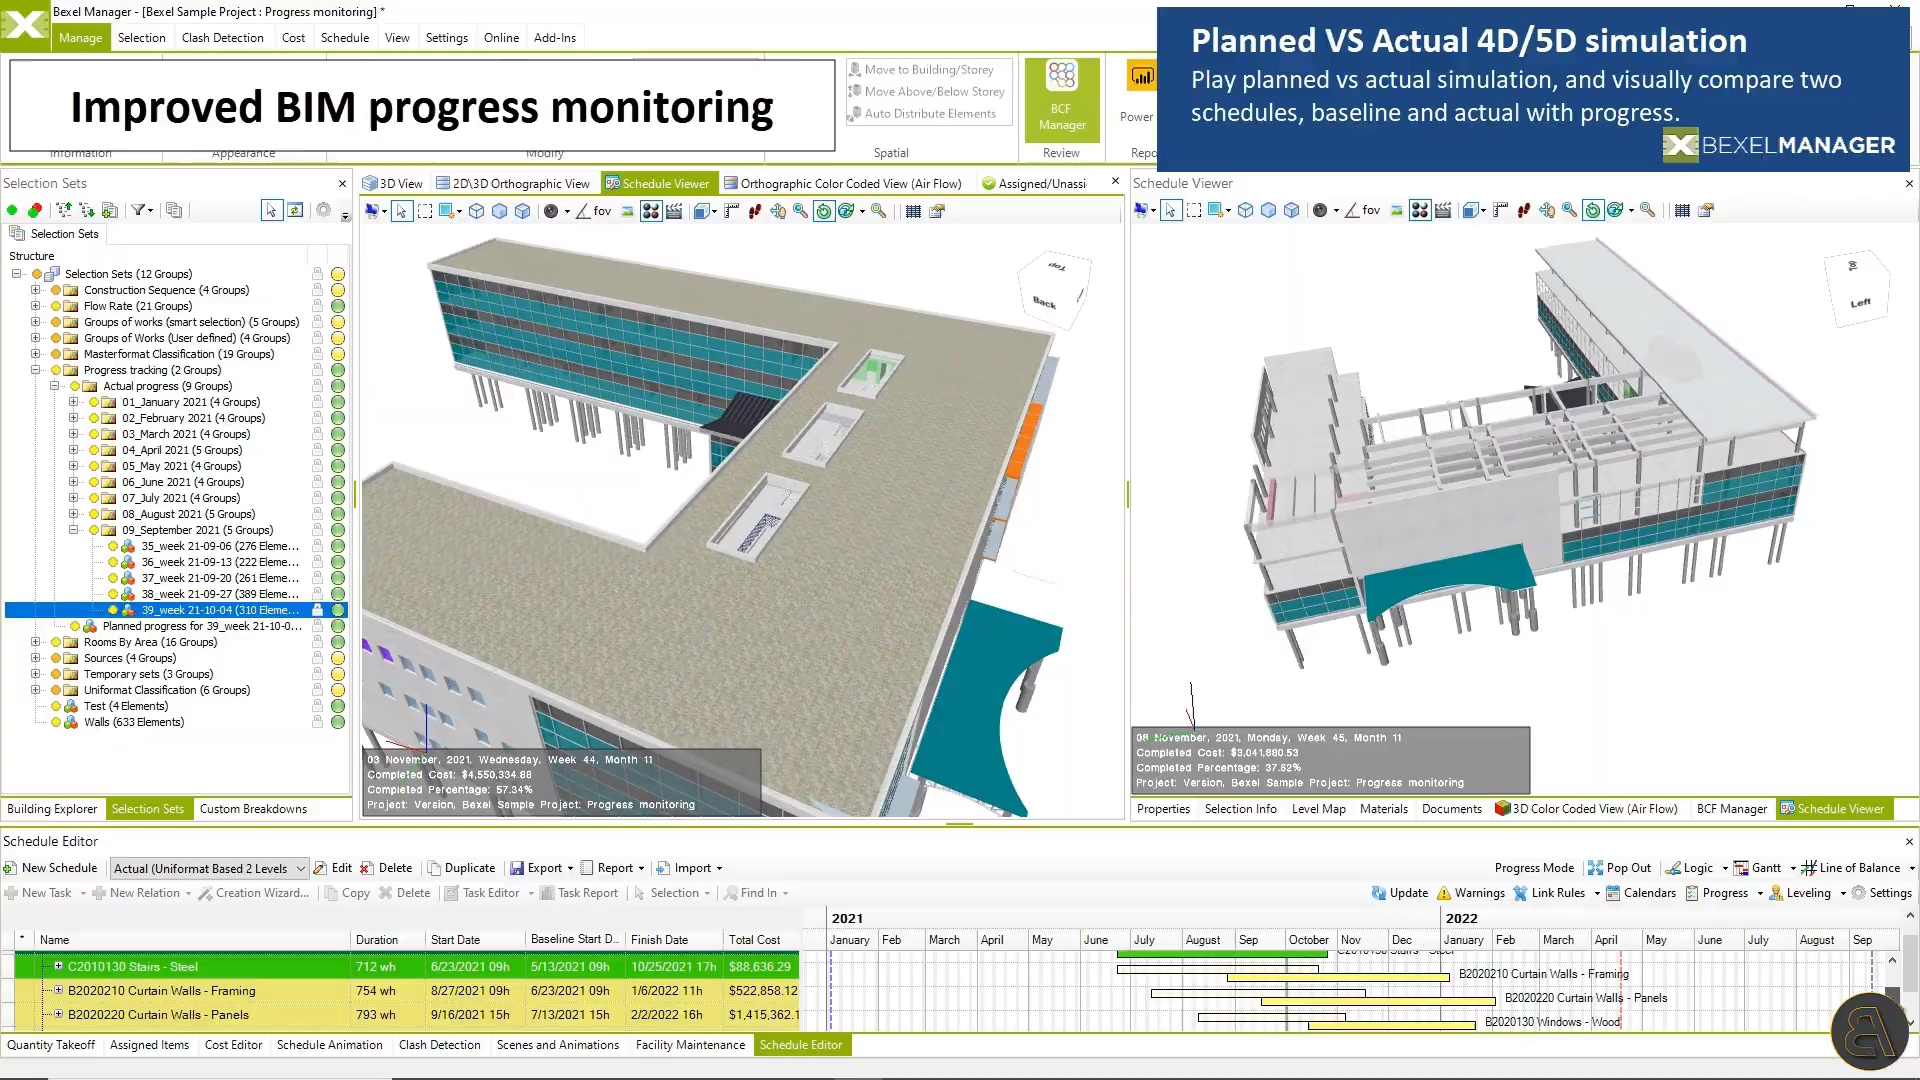 Bexel Manager - [Bexel Sample Project : Progress monitoring] *
Manage Selection Clash Detection Cost Schedule View Settings Online Add-Ins
Planned VS Actual 4D/5D simulation
Play planned vs actual simulation, and visually compare two
schedules, baseline and actual with progress.
BEXELMANAGER
Improved BIM progress monitoring
Move to Building/Storey
Move Above/Below Storey
Auto Distribute Elements
BCF
Manager
Power
Information Appearance Modify Spatial Review Repo
Selection Sets
3D View 2D\3D Orthographic View Schedule Viewer Orthographic Color Coded View (Air Flow) Assigned/Unassi
Schedule Viewer
fov
fov
Selection Sets
Structure
Selection Sets (12 Groups)
Construction Sequence (4 Groups)
Flow Rate (21 Groups)
Groups of works (smart selection) (5 Groups)
Groups of Works (User defined) (4 Groups)
Masterformat Classification (19 Groups)
Progress tracking (2 Groups)
Actual progress (9 Groups)
01_January 2021 (4 Groups)
02_February 2021 (4 Groups)
03_March 2021 (4 Groups)
04_April 2021 (5 Groups)
05_May 2021 (4 Groups)
06_June 2021 (4 Groups)
07_July 2021 (4 Groups)
08_August 2021 (5 Groups)
09_September 2021 (5 Groups)
35_week 21-09-06 (276 Eleme...
36_week 21-09-13 (222 Eleme...
37_week 21-09-20 (261 Eleme...
38_week 21-09-27 (389 Eleme...
39_week 21-10-04 (310 Eleme...
Planned progress for 39_week 21-10-0...
Rooms By Area (16 Groups)
Sources (4 Groups)
Temporary sets (3 Groups)
Uniformat Classification (6 Groups)
Test (4 Elements)
Walls (633 Elements)
Top
Back
Left
03 November, 2021, Wednesday, Week 44, Month 11
Completed Cost: $4,550,334.88
Completed Percentage: 57.34%
Project: Version, Bexel Sample Project: Progress monitoring
08 November, 2021, Monday, Week 45, Month 11
Completed Cost: $3,041,880.53
Completed Percentage: 37.62%
Project: Version, Bexel Sample Project: Progress monitoring
Building Explorer Selection Sets Custom Breakdowns
Properties Selection Info Level Map Materials Documents 3D Color Coded View (Air Flow) BCF Manager Schedule Viewer
Schedule Editor
New Schedule Actual (Uniformat Based 2 Levels Edit Delete Duplicate Export Report Import Progress Mode Pop Out Logic Gantt Line of Balance
New Task New Relation Creation Wizard... Copy Delete Task Editor Task Report Selection Find In Update Warnings Link Rules Calendars Progress Leveling Settings
2021 2022
* Name Duration Start Date Baseline Start D... Finish Date Total Cost January Feb March April May June July August Sep October Nov Dec January Feb March April May June July August Sep
C2010130 Stairs - Steel 712 wh 6/23/2021 09h 5/13/2021 09h 10/25/2021 17h $88,636.29 C2010130 Stairs - Steel
B2020210 Curtain Walls - Framing 754 wh 8/27/2021 09h 6/23/2021 09h 1/6/2022 11h $522,858.12 B2020210 Curtain Walls - Framing
B2020220 Curtain Walls - Panels 793 wh 9/16/2021 15h 7/13/2021 15h 2/2/2022 16h $1,415,362.1 B2020220 Curtain Walls - Panels
B2020130 Windows - Wood
Quantity Takeoff Assigned Items Cost Editor Schedule Animation Clash Detection Scenes and Animations Facility Maintenance Schedule Editor